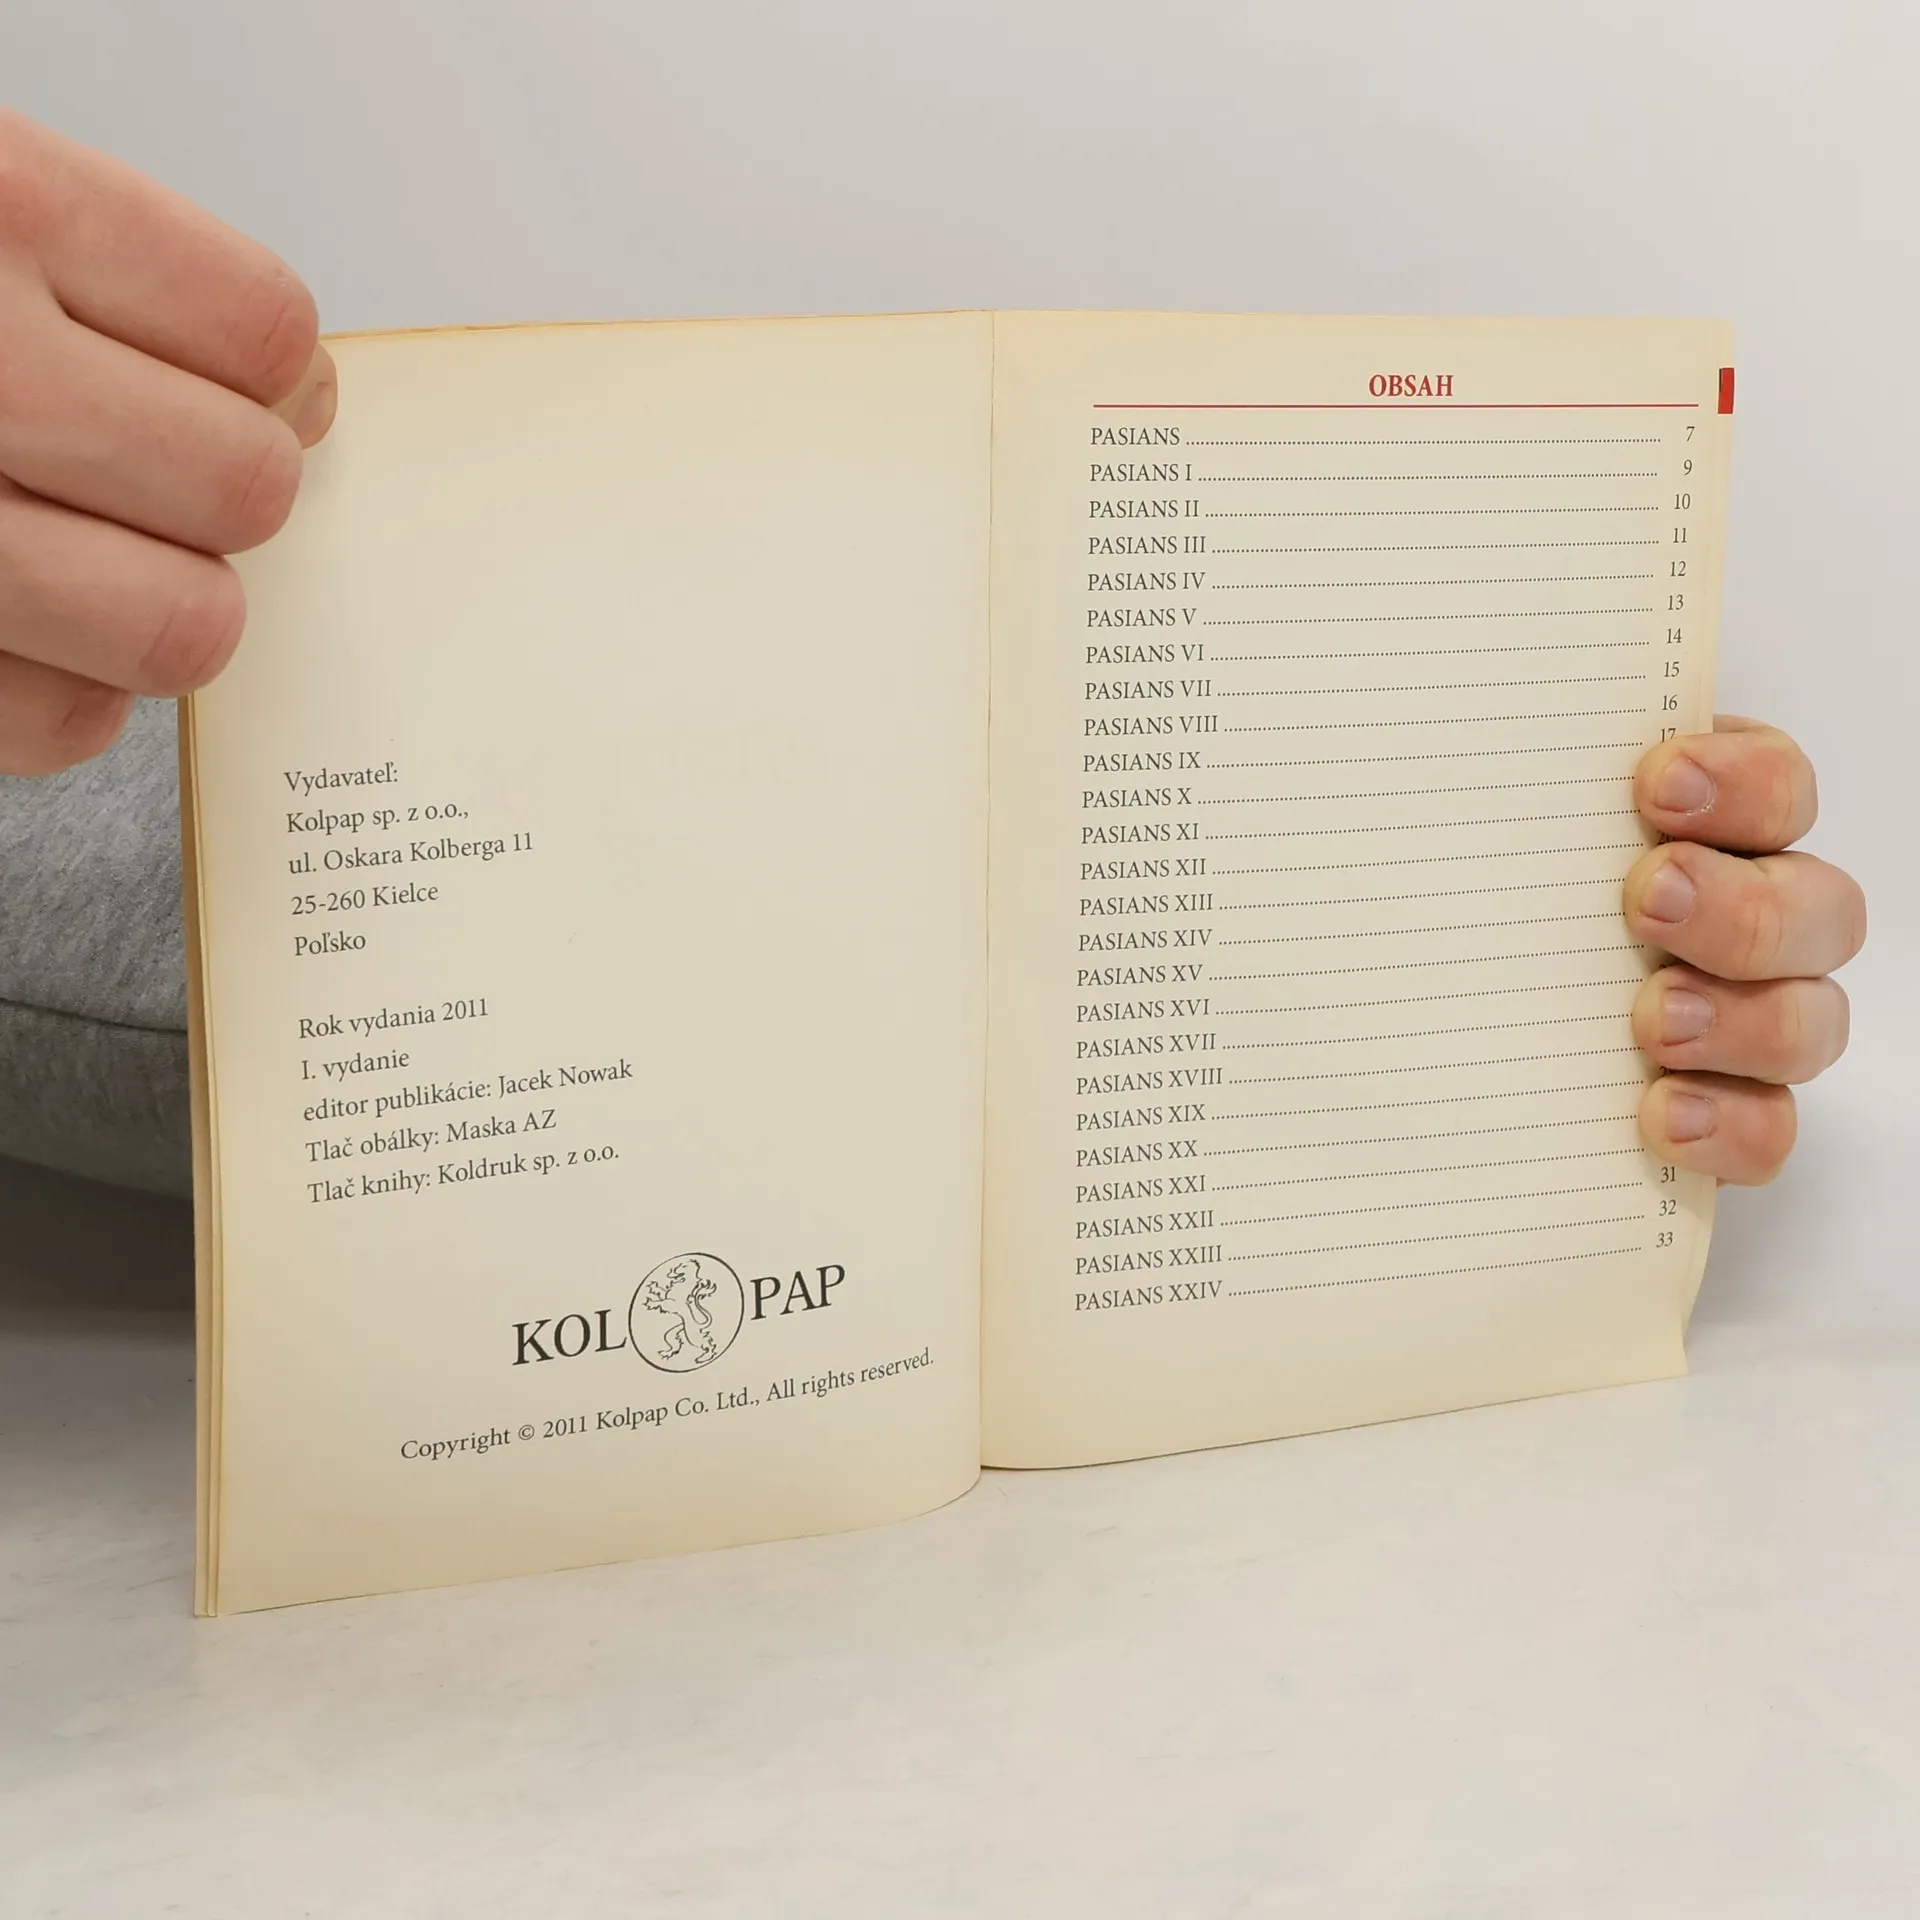 Vydavateľ:
Kolpap sp. z o.o.,
ul. Oskara Kolberga 11
25-260 Kielce
Poľsko
Rok vydania 2011
I. vydanie
editor publikácie: Jacek Nowak
Tlač obálky: Maska AZ
Tlač knihy: Koldruk sp. z o.o.
KOL PAP
Copyright © 2011 Kolpap Co. Ltd., All rights reserved.
OBSAH
PASIANS ........ 7
PASIANS I ........ 9
PASIANS II ........ 10
PASIANS III ........ 11
PASIANS IV ........ 12
PASIANS V ........ 13
PASIANS VI ........ 14
PASIANS VII ........ 15
PASIANS VIII ........ 16
PASIANS IX ........ 17
PASIANS X ........
PASIANS XI ........
PASIANS XII ........
PASIANS XIII ........
PASIANS XIV ........
PASIANS XV ........
PASIANS XVI ........
PASIANS XVII ........
PASIANS XVIII ........
PASIANS XIX ........
PASIANS XX ........
PASIANS XXI ........
PASIANS XXII ........ 31
PASIANS XXIII ........ 32
PASIANS XXIV ........ 33